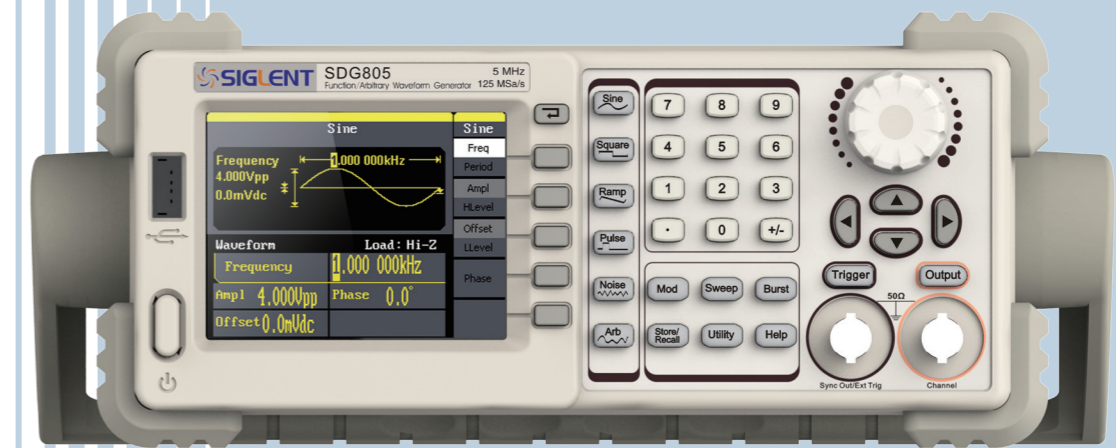 SIGLENT
SDG805
5 MHz
Function/Arbitrary Waveform Generator
125 MSa/s
Sine
Sine
Frequency
1.000 000kHz
4.000Vpp
0.0mVdc
Freq
Period
Ampl
HLevel
Offset
LLevel
Phase
Waveform
Load: Hi-Z
Frequency
1.000 000kHz
Ampl 4.000Vpp
Phase 0.0°
Offset 0.0mVdc
Sine
Square
Ramp
Pulse
Noise
Arb
7 8 9
4 5 6
1 2 3
. 0 +/-
Mod Sweep Burst
Store/
Recall
Utility Help
Trigger
Output
50Ω
Sync Out/Ext Trig
Channel